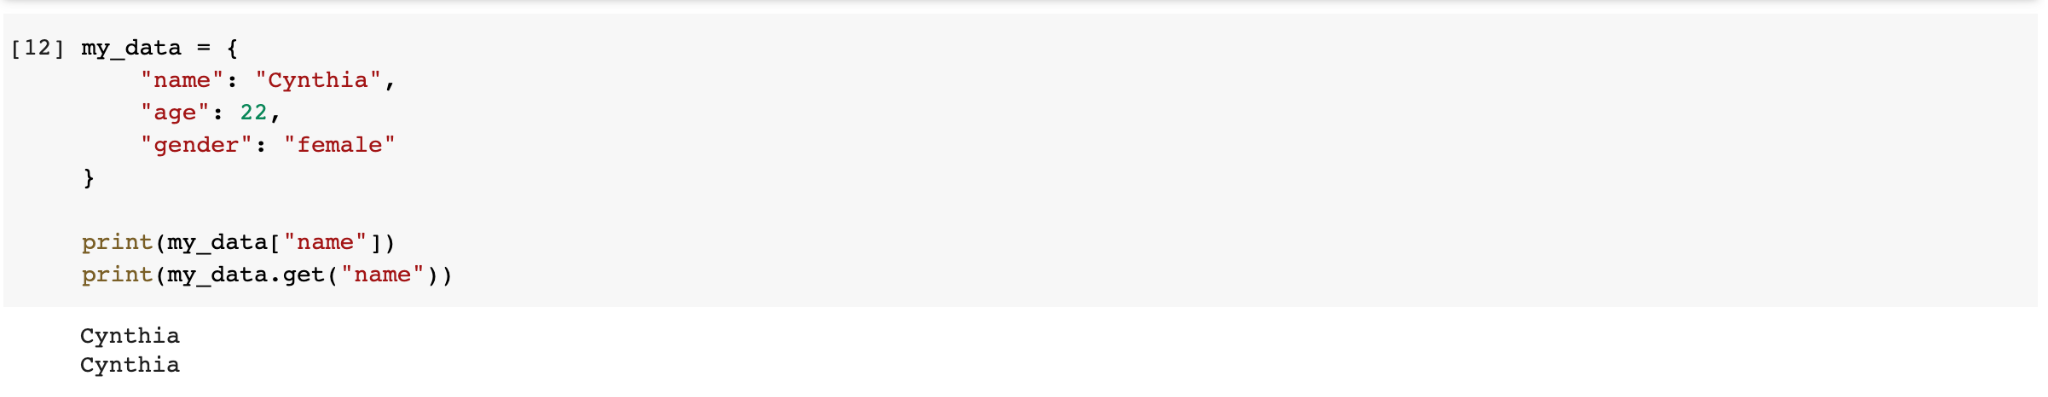 [12] my_data = {
    "name": "Cynthia",
    "age": 22,
    "gender": "female"
}
print(my_data["name"])
print(my_data.get("name"))
Cynthia
Cynthia